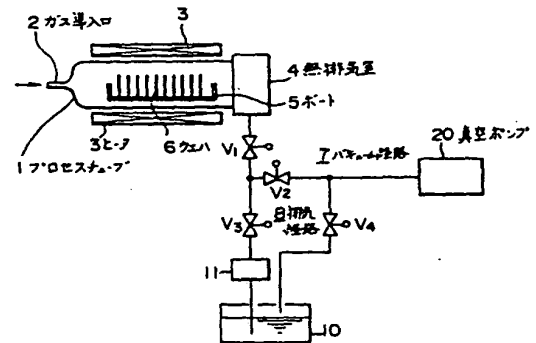 2 ガス導入口
3
4 熱排気室
5 ボート
3 ヒータ
6 ウェハ
1 プロセスチューブ
V1
7 バキューム経路
20 真空ポンプ
V2
V3
8 排気
経路
V4
11
10